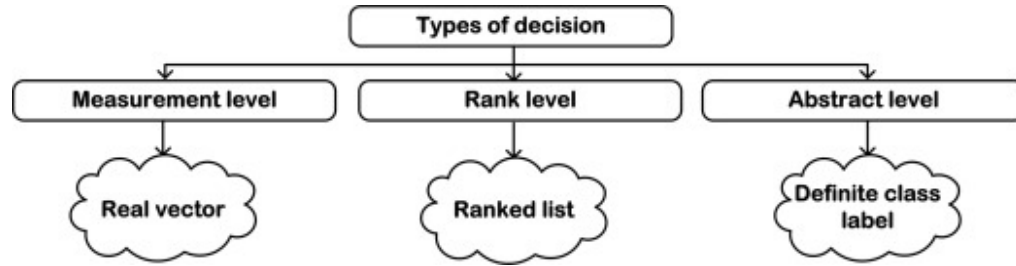 Types of decision
Measurement level
Rank level
Abstract level
Real vector
Ranked list
Definite class
label